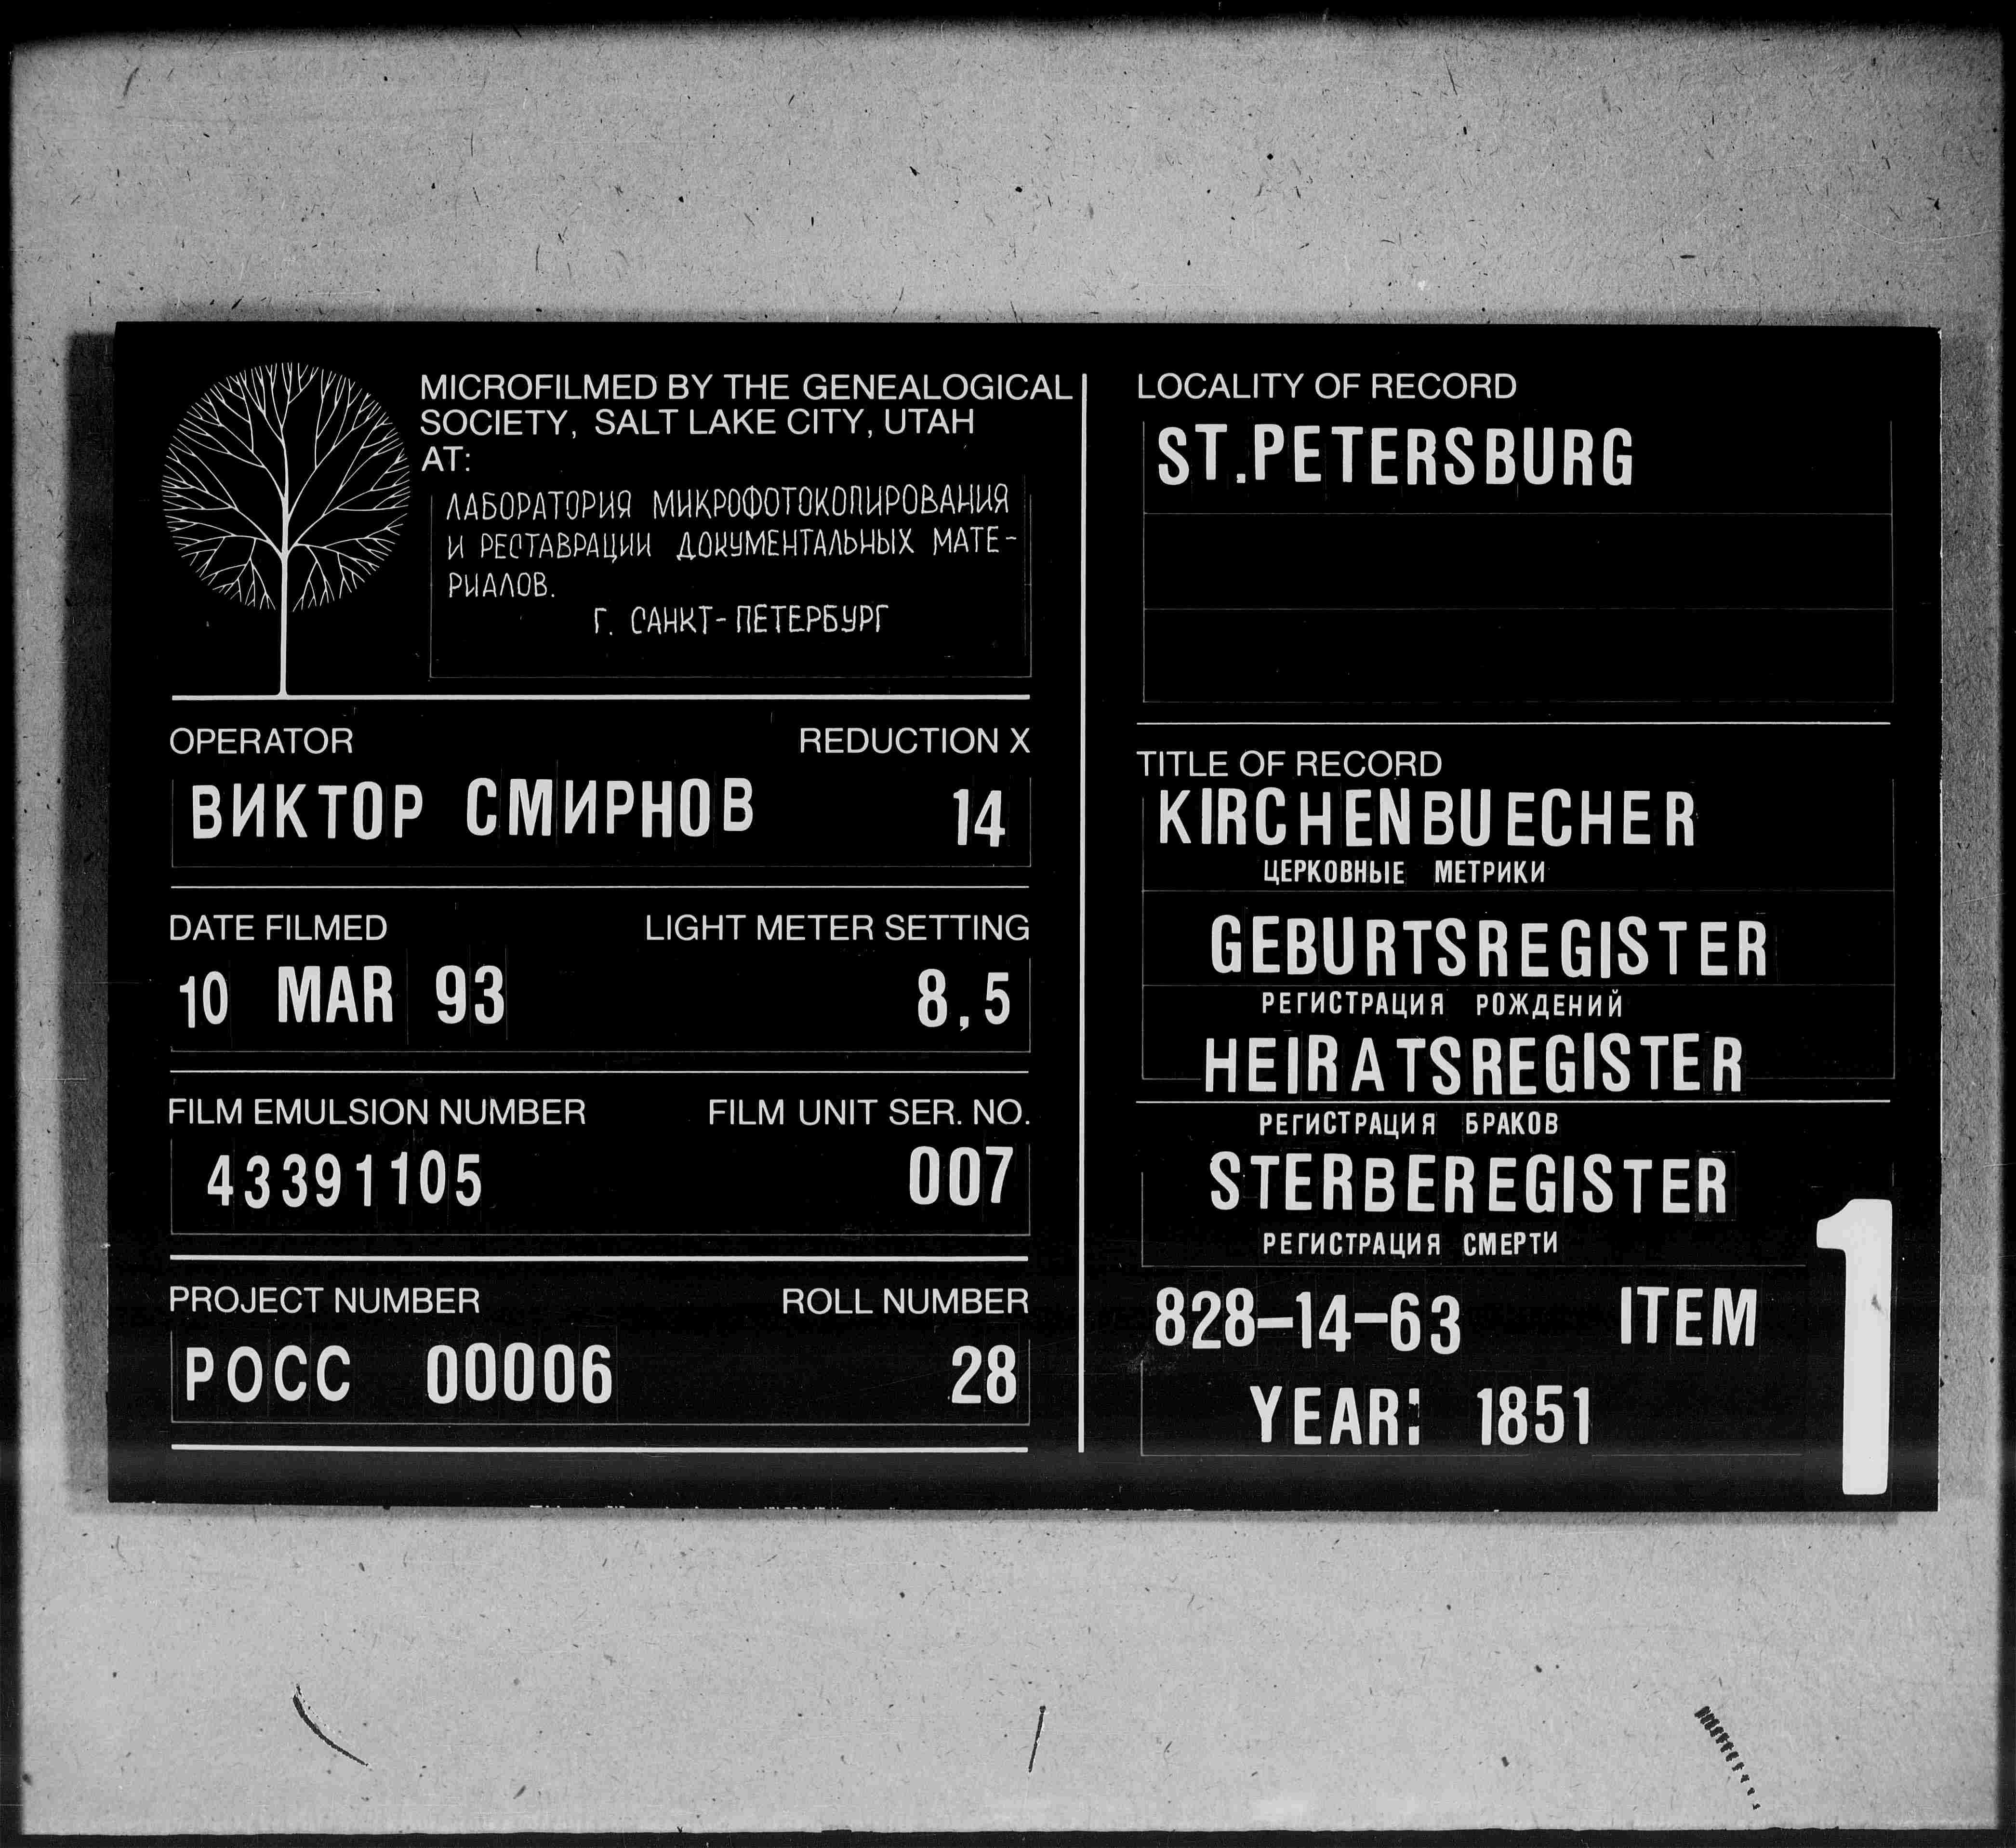 MICROFILMED BY THE GENEALOGICAL
SOCIETY, SALT LAKE CITY, UTAH
AT:
ЛАБОРАТОРИЯ МИКРОФОТОКОПИРОВАНИЯ
И РЕСТАВРАЦИИ ДОКУМЕНТАЛЬНЫХ МАТЕ-
РИАЛОВ.
Г. САНКТ-ПЕТЕРБУРГ
OPERATOR REDUCTION X
ВИКТОР СМИРНОВ 14
DATE FILMED LIGHT METER SETTING
10 MAR 93 8,5
FILM EMULSION NUMBER FILM UNIT SER. NO.
43391105 007
PROJECT NUMBER ROLL NUMBER
РОСС 00006 28
LOCALITY OF RECORD
ST.PETERSBURG
TITLE OF RECORD
KIRCHENBUECHER
ЦЕРКОВНЫЕ МЕТРИКИ
GEBURTSREGISTER
РЕГИСТРАЦИЯ РОЖДЕНИЙ
HEIRATSREGISTER
РЕГИСТРАЦИЯ БРАКОВ
STERBEREGISTER
РЕГИСТРАЦИЯ СМЕРТИ
828-14-63 ITEM 1
YEAR: 1851